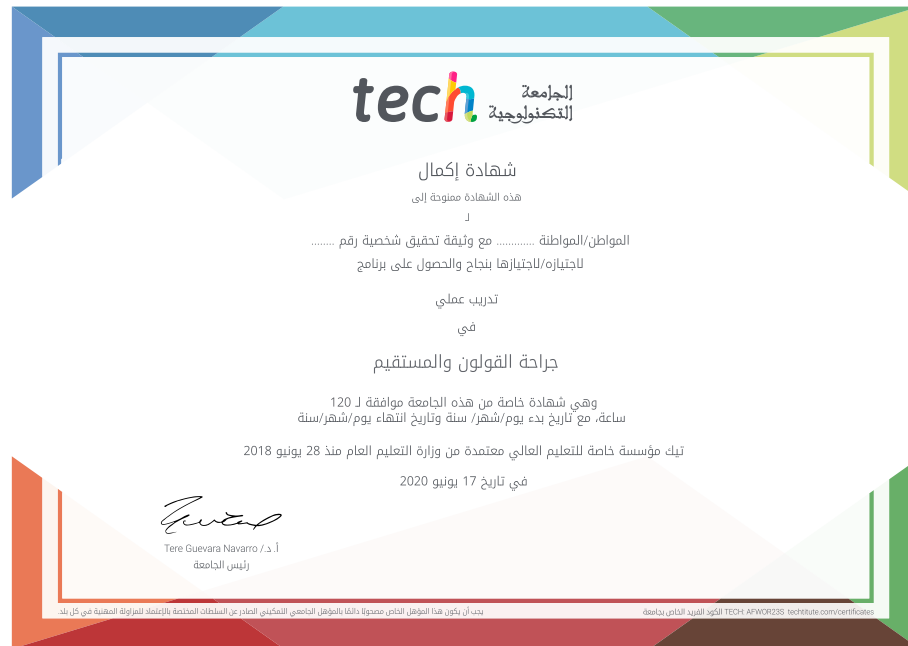 tech الجامعة
التكنولوجية
شهادة إكمال
هذه الشهادة ممنوحة إلى
لـ
المواطن/المواطنة ............. مع وثيقة تحقيق شخصية رقم ........
لاجتيازه/لاجتيازها بنجاح والحصول على برنامج
تدريب عملي
في
جراحة القولون والمستقيم
وهي شهادة خاصة من هذه الجامعة موافقة لـ 120
ساعة، مع تاريخ بدء يوم/شهر/ سنة وتاريخ انتهاء يوم/شهر/سنة
تيك مؤسسة خاصة للتعليم العالي معتمدة من وزارة التعليم العام منذ 28 يونيو 2018
في تاريخ 17 يونيو 2020
أ.د./ Tere Guevara Navarro
رئيس الجامعة
يجب أن يكون هذا المؤهل الخاص مصحوبًا دائمًا بالمؤهل الجامعي التمكيني الصادر عن السلطات المختصة بالإعتماد للمزاولة المهنية في كل بلد.
الكود الفريد الخاص بجامعة TECH: AFWOR23S techtitute.com/certificates